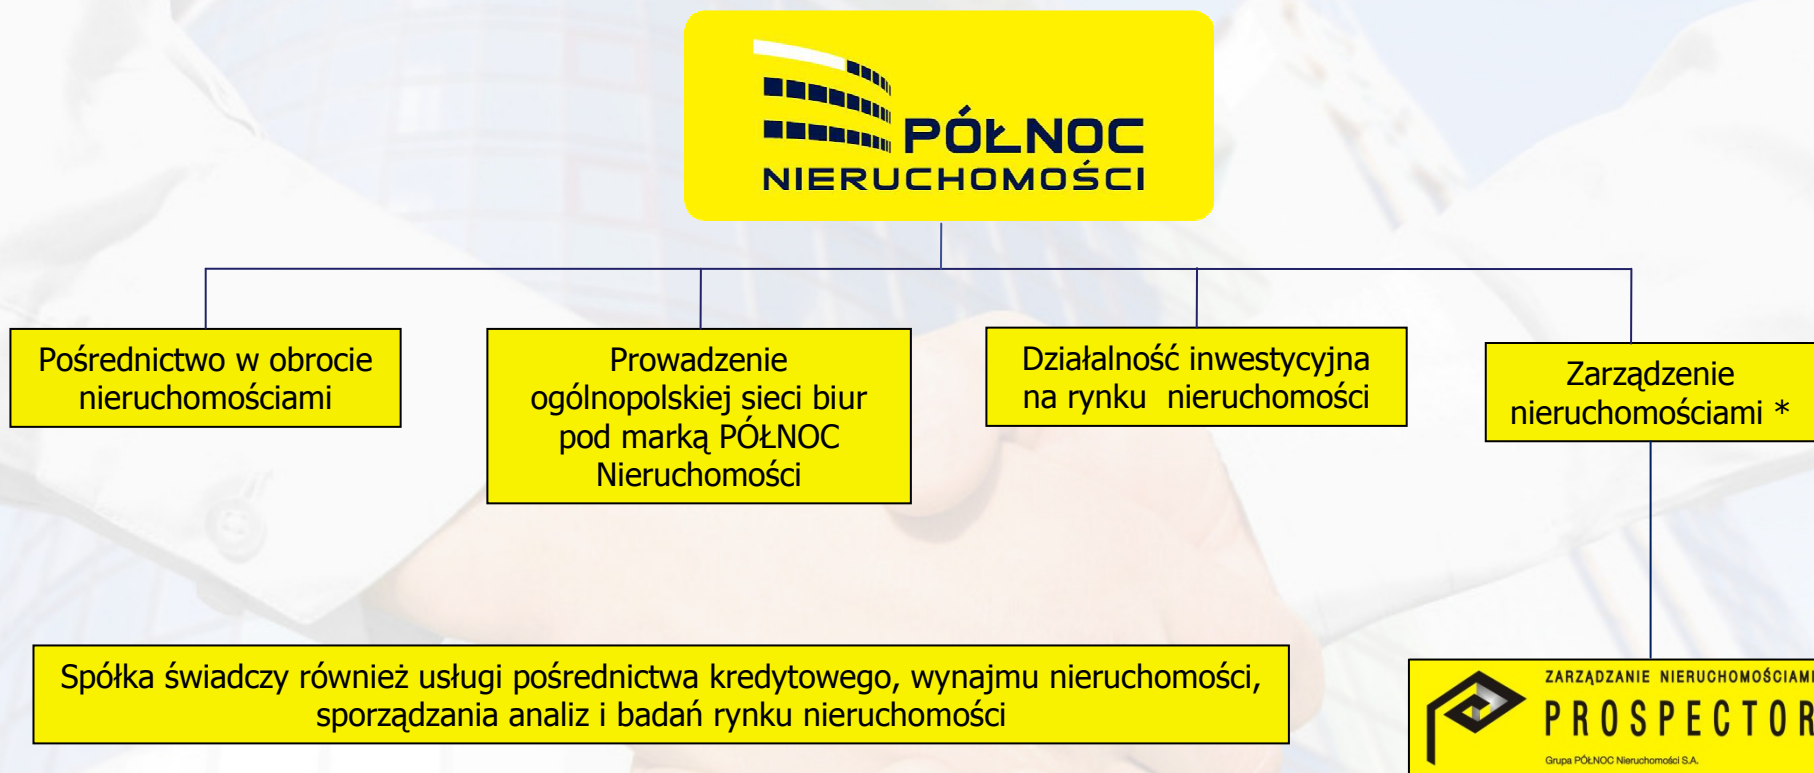 PÓŁNOC
NIERUCHOMOŚCI
Pośrednictwo w obrocie
nieruchomościami
Prowadzenie
ogólnopolskiej sieci biur
pod marką PÓŁNOC
Nieruchomości
Działalność inwestycyjna
na rynku nieruchomości
Zarządzenie
nieruchomościami *
Spółka świadczy również usługi pośrednictwa kredytowego, wynajmu nieruchomości,
sporządzania analiz i badań rynku nieruchomości
ZARZĄDZANIE NIERUCHOMOŚCIAMI
PROSPECTOR
Grupa PÓŁNOC Nieruchomości S.A.